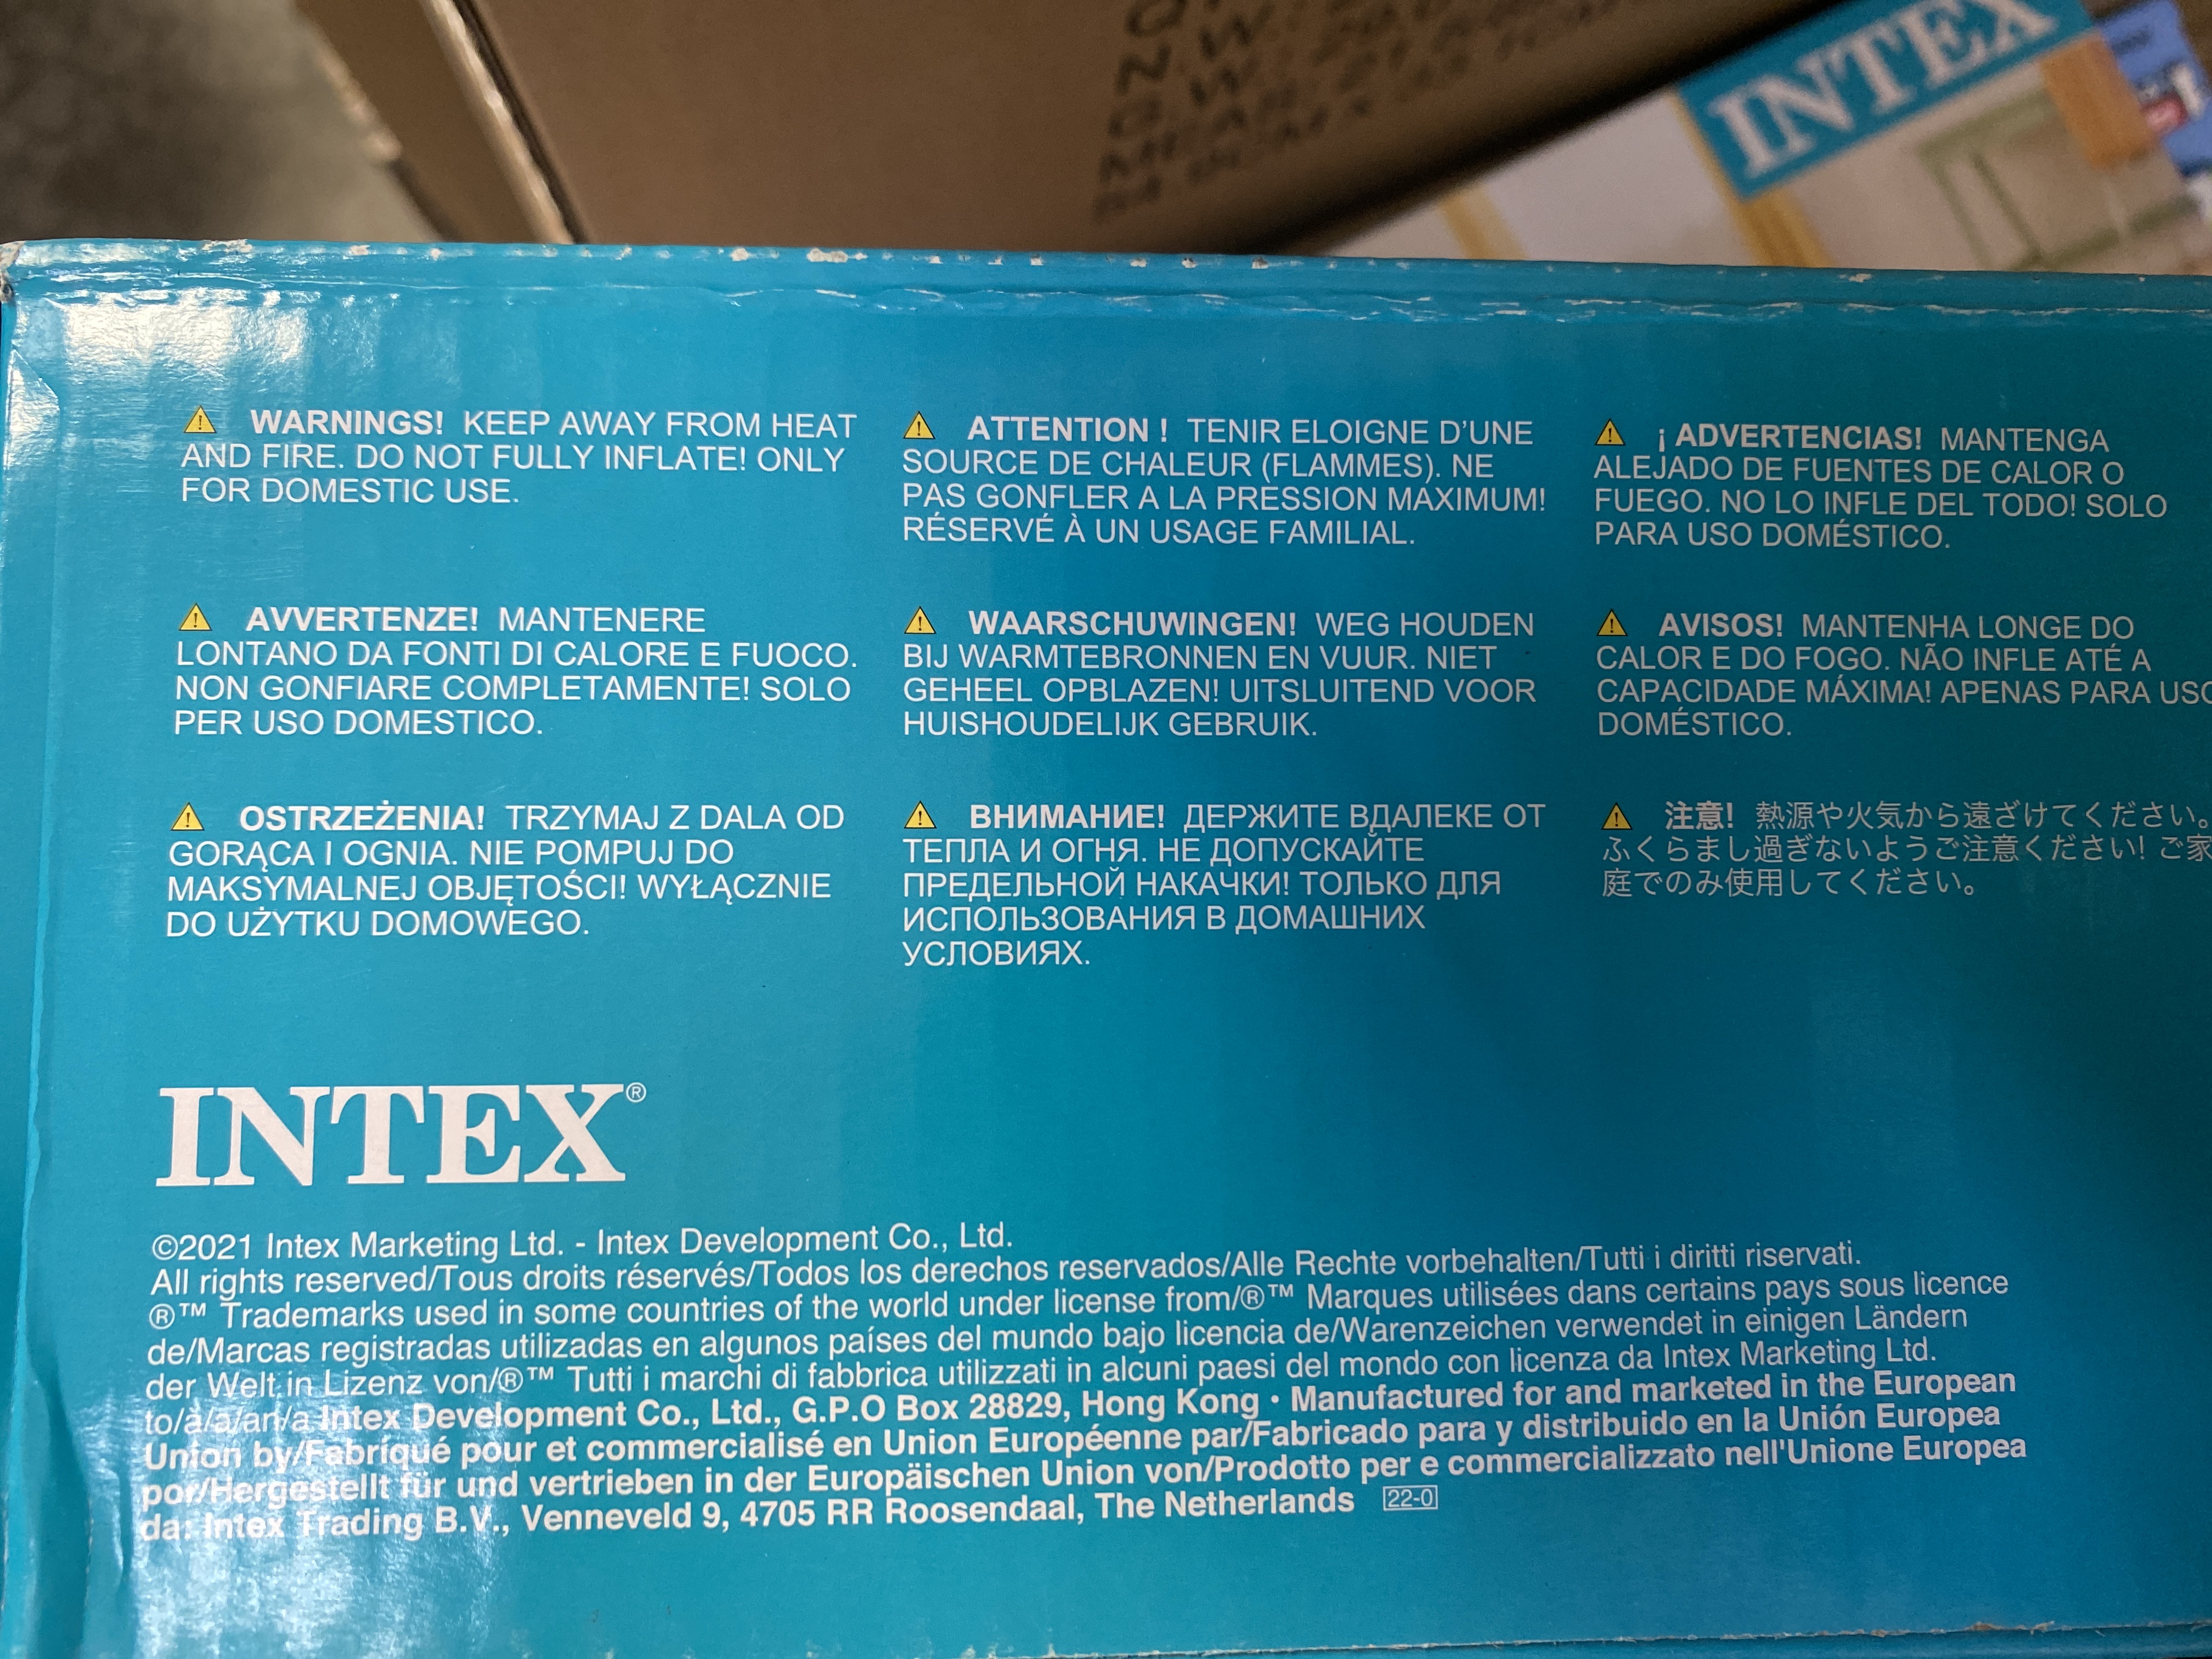 N.W.:
G.W.:
INTEX
WARNINGS! KEEP AWAY FROM HEAT
AND FIRE. DO NOT FULLY INFLATE! ONLY
FOR DOMESTIC USE.
ATTENTION ! TENIR ELOIGNE D'UNE
SOURCE DE CHALEUR (FLAMMES). NE
PAS GONFLER A LA PRESSION MAXIMUM!
RÉSERVÉ À UN USAGE FAMILIAL.
¡ ADVERTENCIAS! MANTENGA
ALEJADO DE FUENTES DE CALOR O
FUEGO. NO LO INFLE DEL TODO! SOLO
PARA USO DOMÉSTICO.
AVVERTENZE! MANTENERE
LONTANO DA FONTI DI CALORE E FUOCO.
NON GONFIARE COMPLETAMENTE! SOLO
PER USO DOMESTICO.
WAARSCHUWINGEN! WEG HOUDEN
BIJ WARMTEBRONNEN EN VUUR. NIET
GEHEEL OPBLAZEN! UITSLUITEND VOOR
HUISHOUDELIJK GEBRUIK.
AVISOS! MANTENHA LONGE DO
CALOR E DO FOGO. NÃO INFLE ATÉ A
CAPACIDADE MÁXIMA! APENAS PARA USO
DOMÉSTICO.
OSTRZEŻENIA! TRZYMAJ Z DALA OD
GORĄCA I OGNIA. NIE POMPUJ DO
MAKSYMALNEJ OBJĘTOŚCI! WYŁĄCZNIE
DO UŻYTKU DOMOWEGO.
ВНИМАНИЕ! ДЕРЖИТЕ ВДАЛЕКЕ ОТ
ТЕПЛА И ОГНЯ. НЕ ДОПУСКАЙТЕ
ПРЕДЕЛЬНОЙ НАКАЧКИ! ТОЛЬКО ДЛЯ
ИСПОЛЬЗОВАНИЯ В ДОМАШНИХ
УСЛОВИЯХ.
注意! 熱源や火気から遠ざけてください。
ふくらまし過ぎないようご注意ください! ご家
庭でのみ使用してください。
INTEX®
©2021 Intex Marketing Ltd. - Intex Development Co., Ltd.
All rights reserved/Tous droits réservés/Todos los derechos reservados/Alle Rechte vorbehalten/Tutti i diritti riservati.
®™ Trademarks used in some countries of the world under license from/®™ Marques utilisées dans certains pays sous licence
de/Marcas registradas utilizadas en algunos países del mundo bajo licencia de/Warenzeichen verwendet in einigen Ländern
der Welt in Lizenz von/®™ Tutti i marchi di fabbrica utilizzati in alcuni paesi del mondo con licenza da Intex Marketing Ltd.
to/à/a/an/a Intex Development Co., Ltd., G.P.O Box 28829, Hong Kong • Manufactured for and marketed in the European
Union by/Fabriqué pour et commercialisé en Union Européenne par/Fabricado para y distribuido en la Unión Europea
por/Hergestellt für und vertrieben in der Europäischen Union von/Prodotto per e commercializzato nell'Unione Europea
da: Intex Trading B.V., Venneveld 9, 4705 RR Roosendaal, The Netherlands 22-0